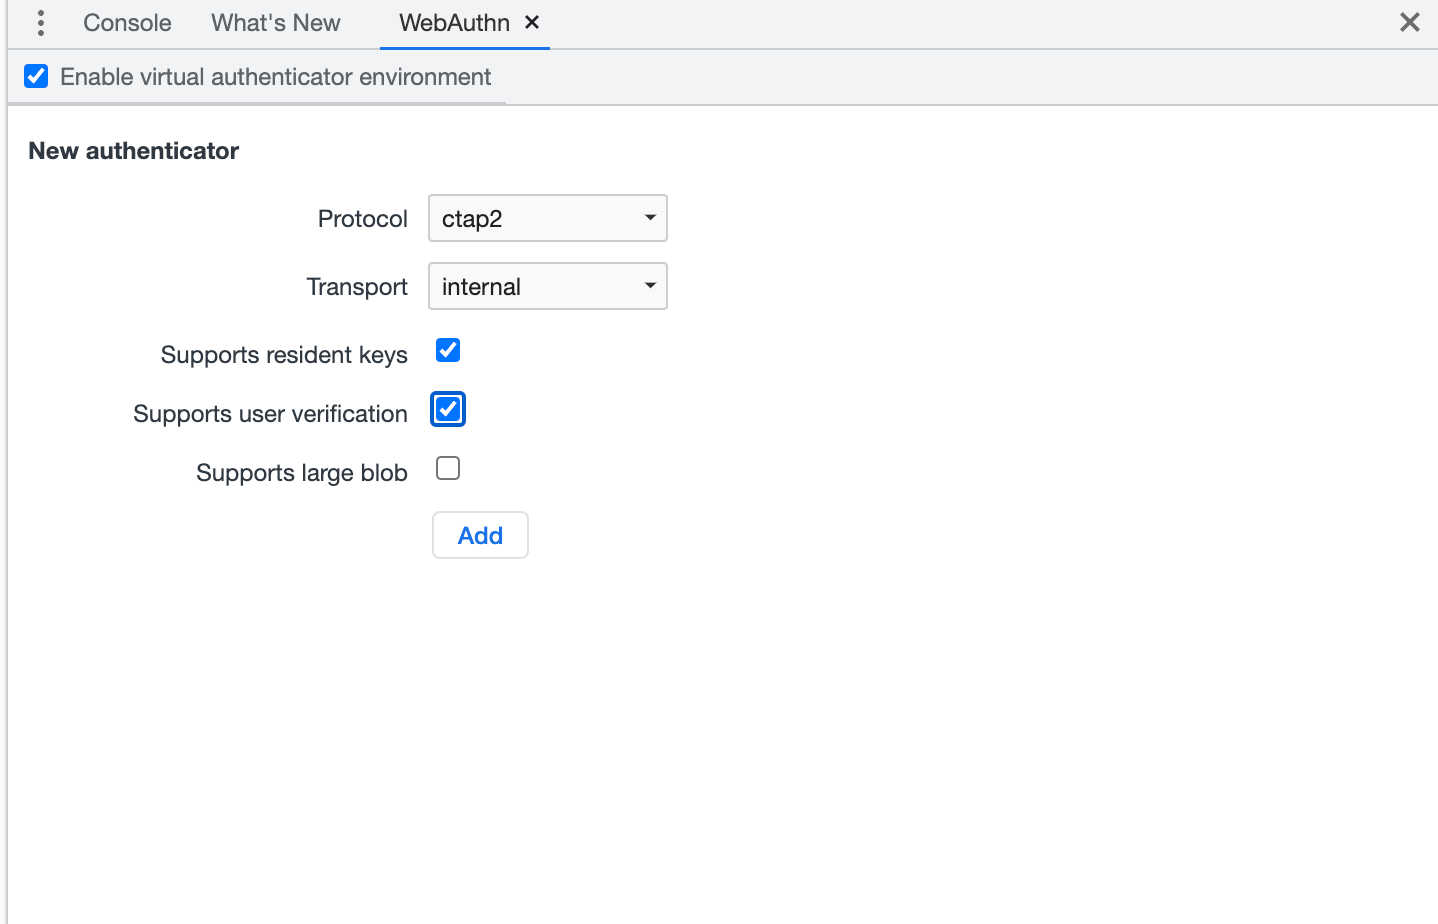 Console What's New WebAuthn
Enable virtual authenticator environment
New authenticator
Protocol ctap2
Transport internal
Supports resident keys
Supports user verification
Supports large blob
Add